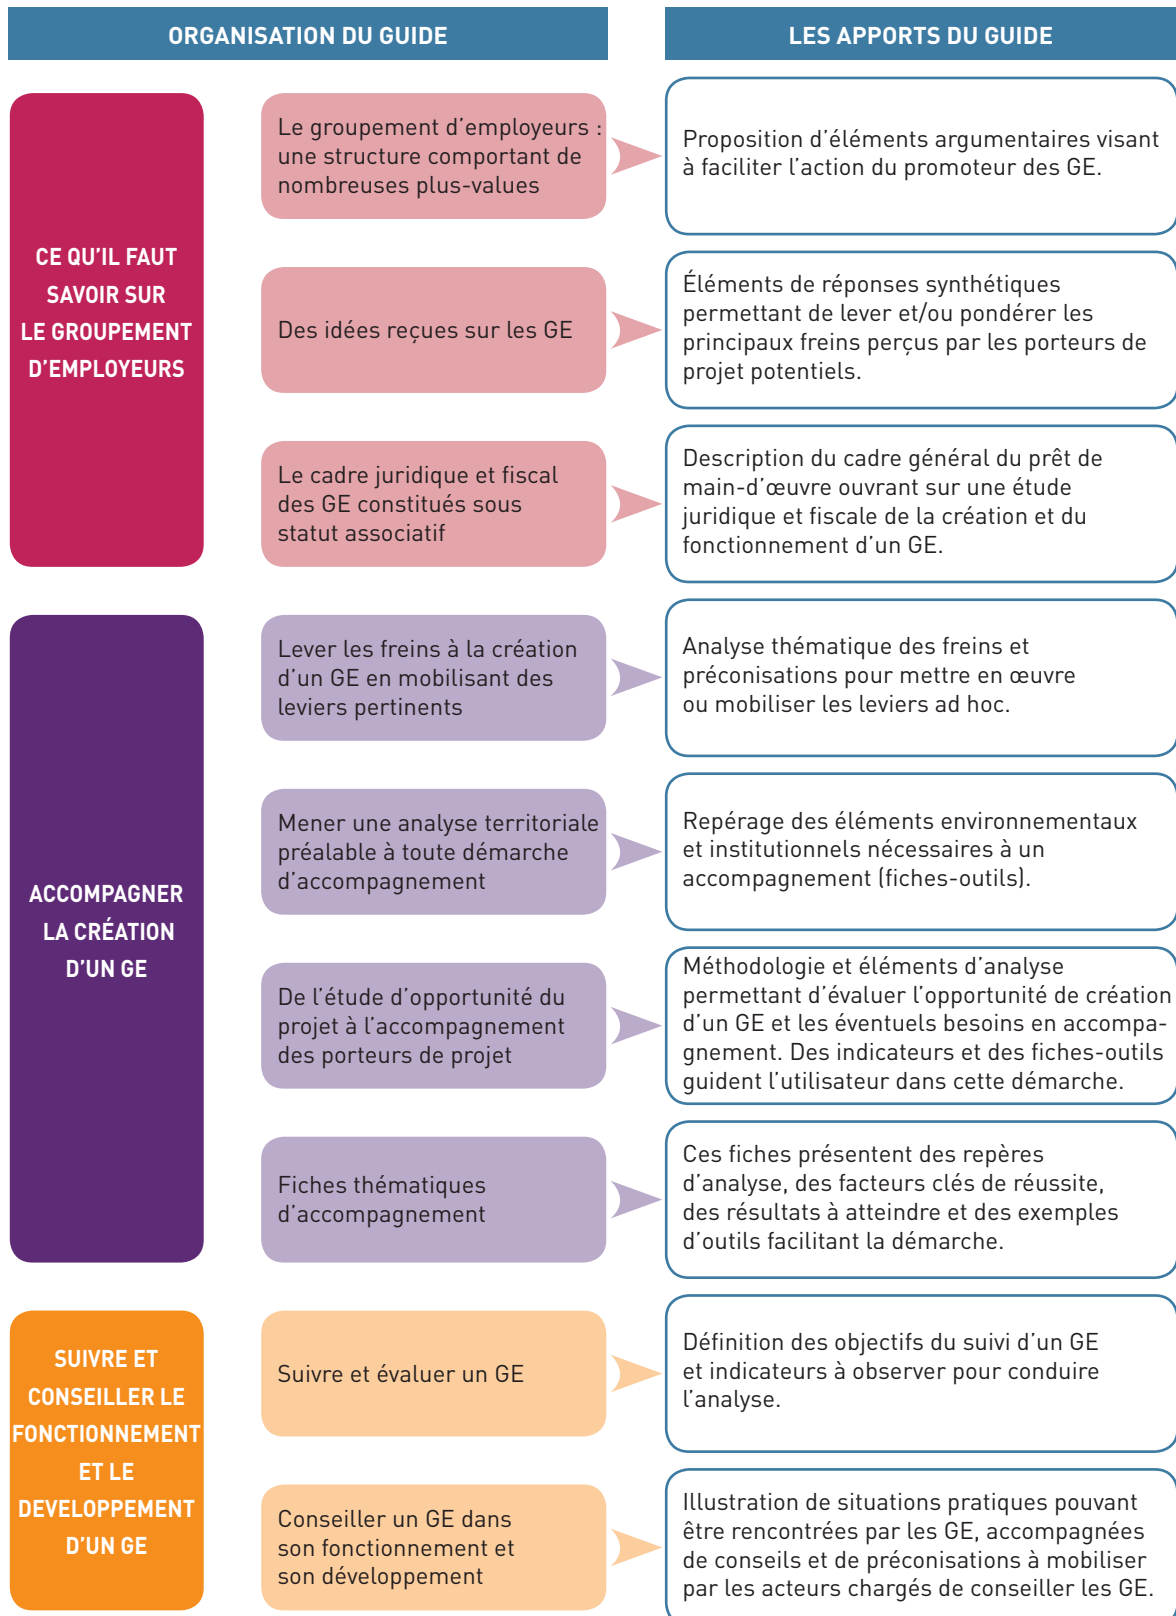 ORGANISATION DU GUIDE
LES APPORTS DU GUIDE
CE QU’IL FAUT
SAVOIR SUR
LE GROUPEMENT
D’EMPLOYEURS
Le groupement d’employeurs :
une structure comportant de
nombreuses plus-values
Proposition d’éléments argumentaires visant
à faciliter l’action du promoteur des GE.
Des idées reçues sur les GE
Éléments de réponses synthétiques
permettant de lever et/ou pondérer les
principaux freins perçus par les porteurs de
projet potentiels.
Le cadre juridique et fiscal
des GE constitués sous
statut associatif
Description du cadre général du prêt de
main-d’œuvre ouvrant sur une étude
juridique et fiscale de la création et du
fonctionnement d’un GE.
ACCOMPAGNER
LA CRÉATION
D’UN GE
Lever les freins à la création
d’un GE en mobilisant des
leviers pertinents
Analyse thématique des freins et
préconisations pour mettre en œuvre
ou mobiliser les leviers ad hoc.
Mener une analyse territoriale
préalable à toute démarche
d’accompagnement
Repérage des éléments environnementaux
et institutionnels nécessaires à un
accompagnement (fiches-outils).
De l’étude d’opportunité du
projet à l’accompagnement
des porteurs de projet
Méthodologie et éléments d’analyse
permettant d’évaluer l’opportunité de création
d’un GE et les éventuels besoins en accompa-
gnement. Des indicateurs et des fiches-outils
guident l’utilisateur dans cette démarche.
Fiches thématiques
d’accompagnement
Ces fiches présentent des repères
d’analyse, des facteurs clés de réussite,
des résultats à atteindre et des exemples
d’outils facilitant la démarche.
SUIVRE ET
CONSEILLER LE
FONCTIONNEMENT
ET LE
DEVELOPPEMENT
D’UN GE
Suivre et évaluer un GE
Définition des objectifs du suivi d’un GE
et indicateurs à observer pour conduire
l’analyse.
Conseiller un GE dans
son fonctionnement et
son développement
Illustration de situations pratiques pouvant
être rencontrées par les GE, accompagnées
de conseils et de préconisations à mobiliser
par les acteurs chargés de conseiller les GE.